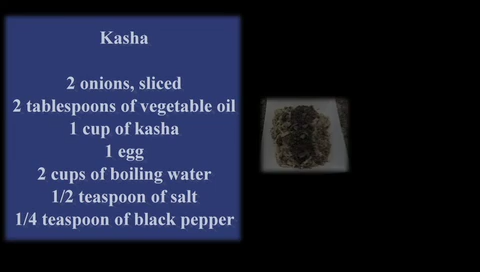 Kasha
2 onions, sliced
2 tablespoons of vegetable oil
1 cup of kasha
1 egg
2 cups of boiling water
1/2 teaspoon of salt
1/4 teaspoon of black pepper